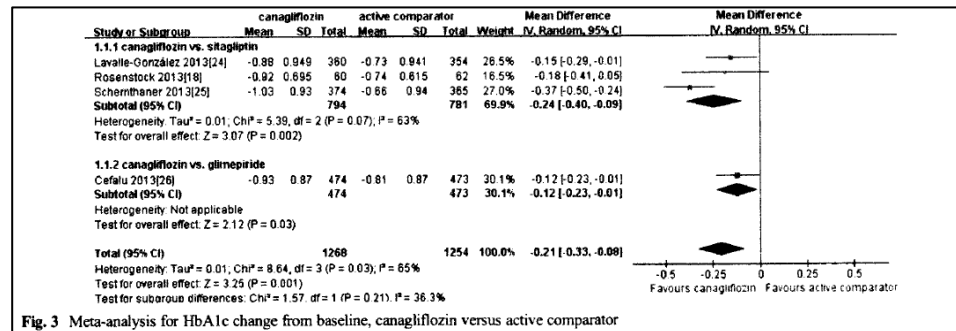 canagliflozin active comparator Mean Difference Mean Difference
Study or Subgroup Mean SD Total Mean SD Total Weight IV, Random, 95% CI IV, Random, 95% CI
1.1.1 canagliflozin vs. sitagliptin
Lavalle-González 2013[24] -0.88 0.949 360 -0.73 0.941 354 26.5% -0.15 [-0.29, -0.01]
Rosenstock 2013[18] -0.92 0.695 60 -0.74 0.615 62 16.5% -0.18 [-0.41, 0.05]
Schernthaner 2013[25] -1.03 0.93 374 -0.66 0.94 365 27.0% -0.37 [-0.50, -0.24]
Subtotal (95% CI) 794 781 69.9% -0.24 [-0.40, -0.09]
Heterogeneity: Tau² = 0.01; Chi² = 5.39, df = 2 (P = 0.07); I² = 63%
Test for overall effect: Z = 3.07 (P = 0.002)
1.1.2 canagliflozin vs. glimepiride
Cefalu 2013[26] -0.93 0.87 474 -0.81 0.87 473 30.1% -0.12 [-0.23, -0.01]
Subtotal (95% CI) 474 473 30.1% -0.12 [-0.23, -0.01]
Heterogeneity: Not applicable
Test for overall effect: Z = 2.12 (P = 0.03)
Total (95% CI) 1268 1254 100.0% -0.21 [-0.33, -0.08]
Heterogeneity: Tau² = 0.01; Chi² = 8.64, df = 3 (P = 0.03); I² = 65%
Test for overall effect: Z = 3.25 (P = 0.001)
Test for subgroup differences: Chi² = 1.57, df = 1 (P = 0.21), I² = 36.3%
-0.5 -0.25 0 0.25 0.5
Favours canagliflozin Favours active comparator
Fig. 3 Meta-analysis for HbA1c change from baseline, canagliflozin versus active comparator